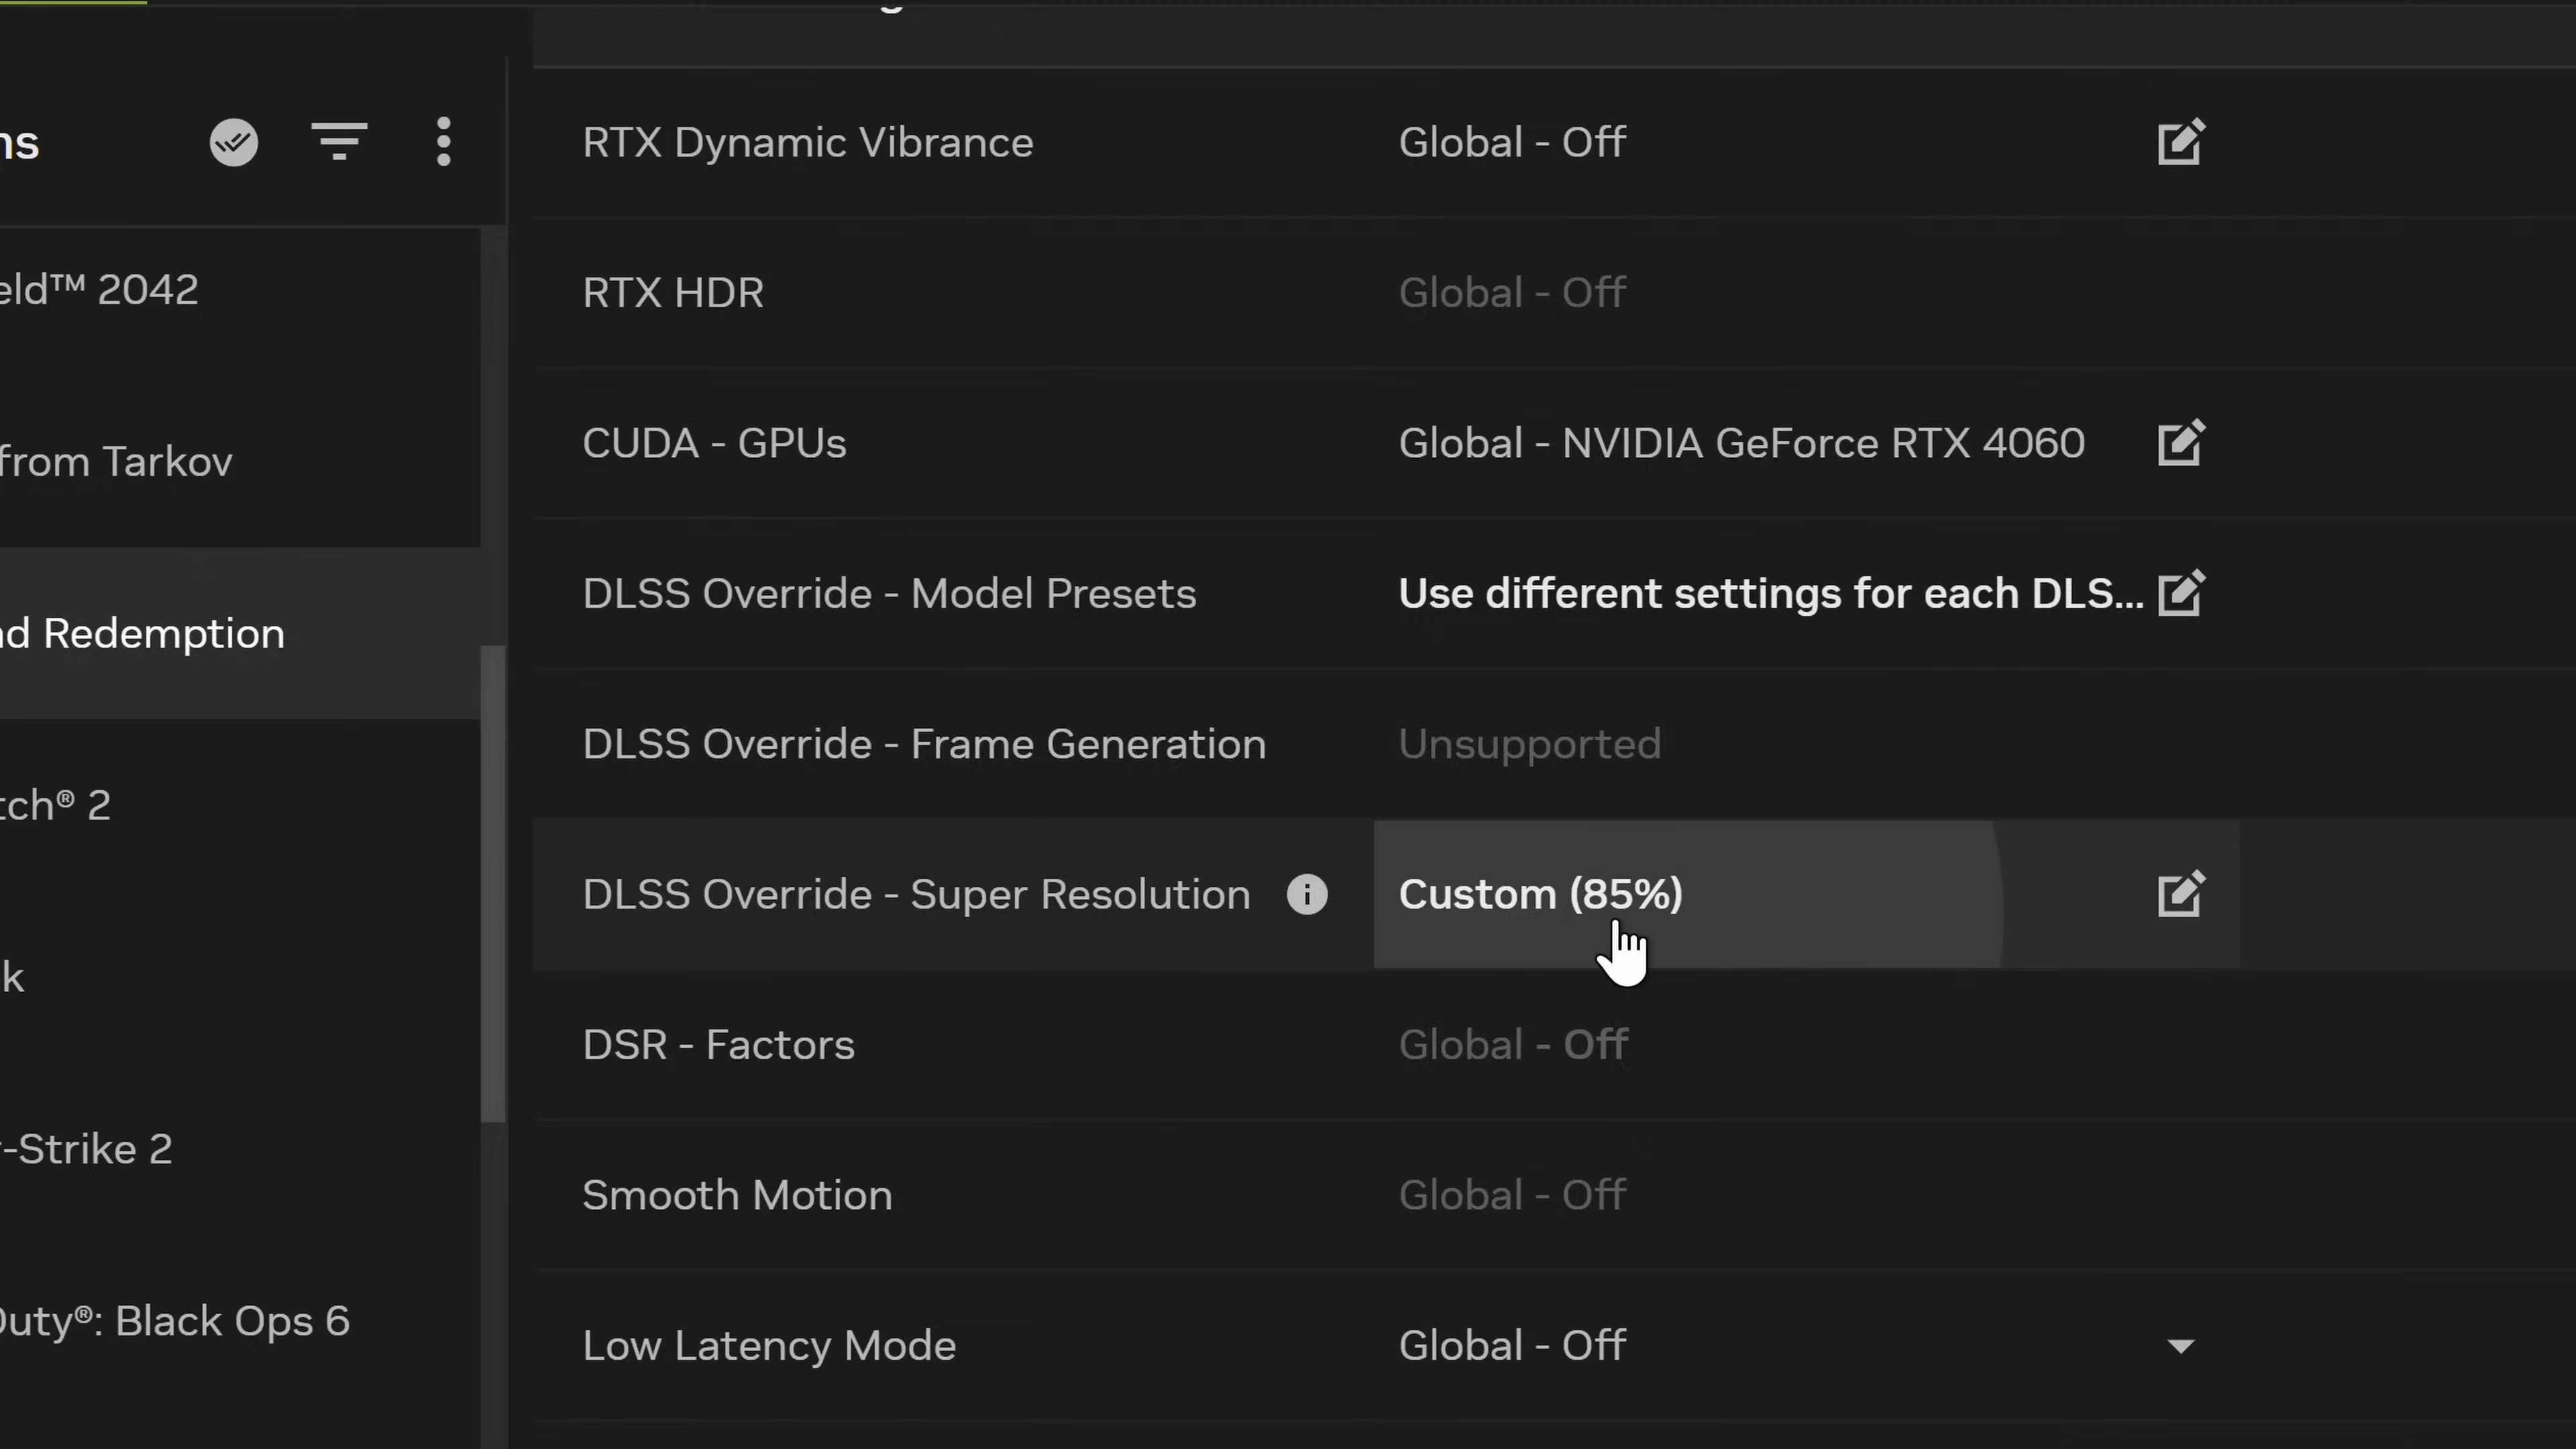 ns
eld™ 2042
from Tarkov
ad Redemption
tch® 2
k
r-Strike 2
Duty®: Black Ops 6
RTX Dynamic Vibrance Global - Off
RTX HDR Global - Off
CUDA - GPUs Global - NVIDIA GeForce RTX 4060
DLSS Override - Model Presets Use different settings for each DLS...
DLSS Override - Frame Generation Unsupported
DLSS Override - Super Resolution Custom (85%)
DSR - Factors Global - Off
Smooth Motion Global - Off
Low Latency Mode Global - Off